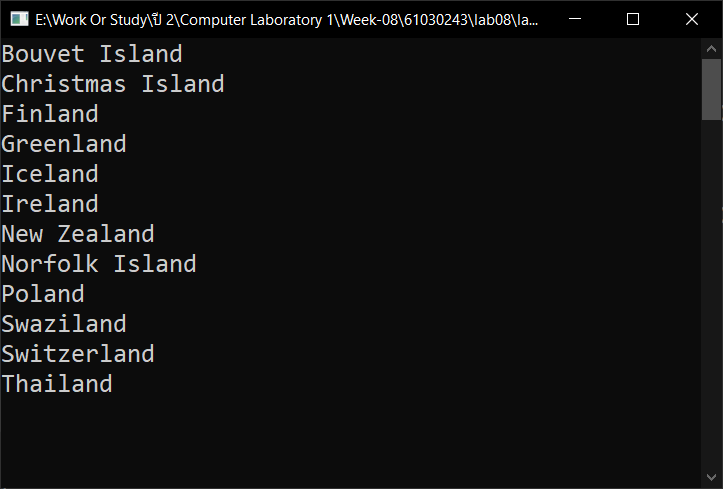 E:\Work Or Study\ปี 2\Computer Laboratory 1\Week-08\61030243\lab08\la...
Bouvet Island
Christmas Island
Finland
Greenland
Iceland
Ireland
New Zealand
Norfolk Island
Poland
Swaziland
Switzerland
Thailand